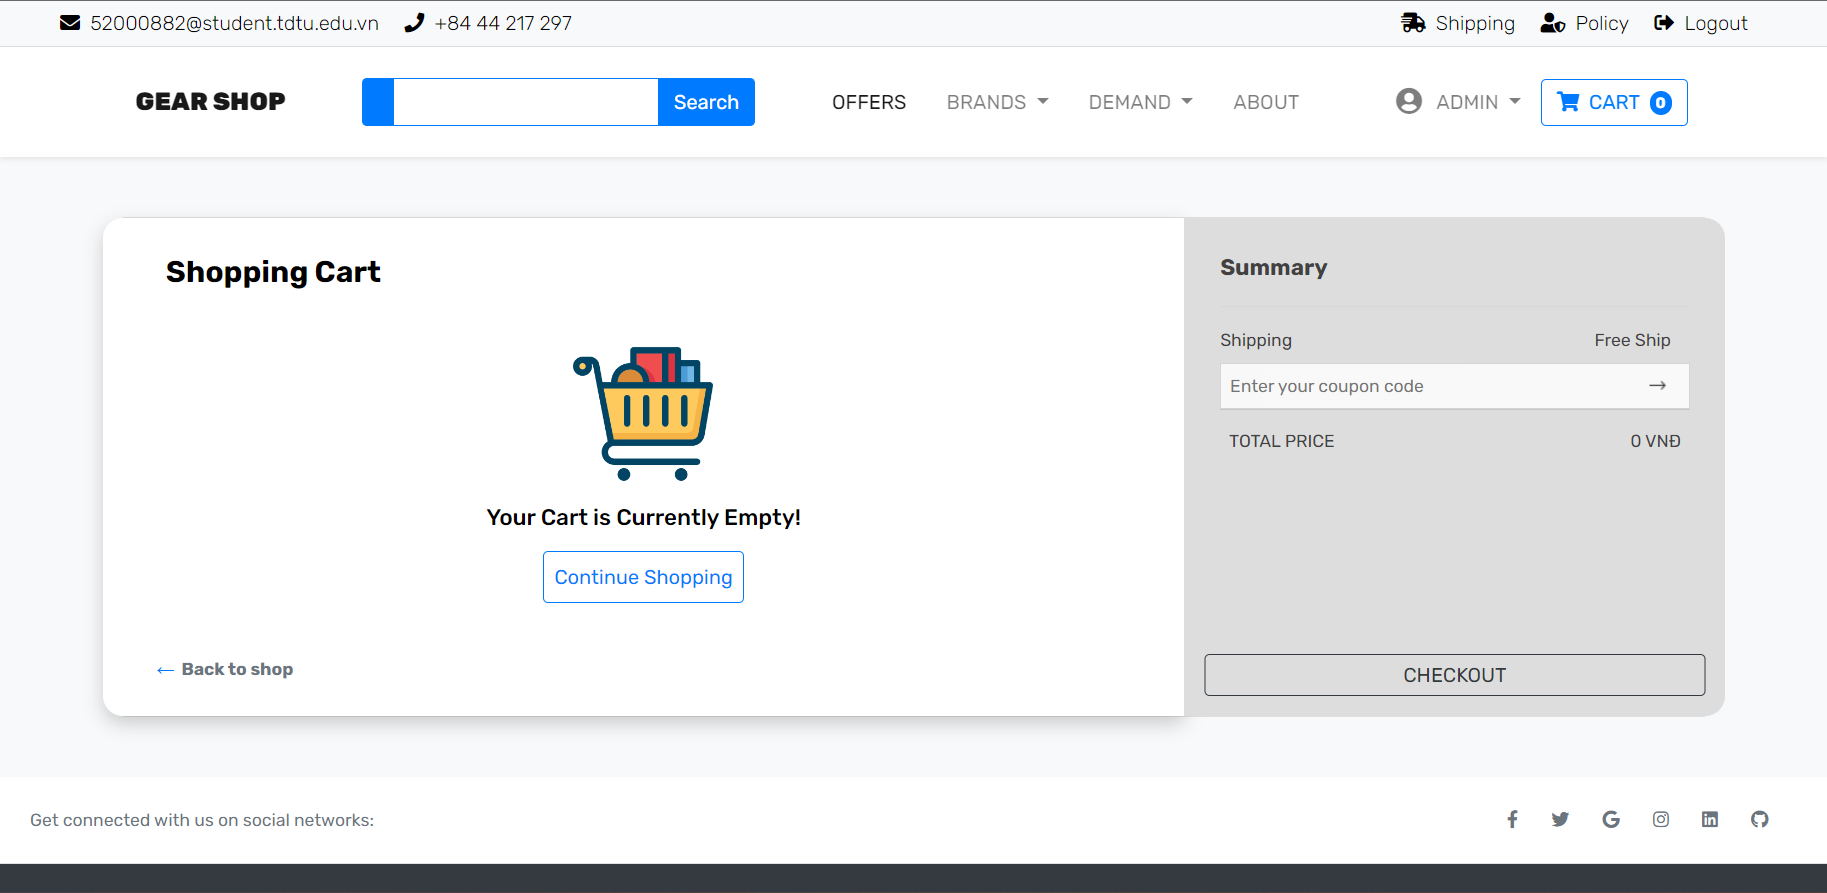 52000882@student.tdtu.edu.vn +84 44 217 297 Shipping Policy Logout
GEAR SHOP Search OFFERS BRANDS DEMAND ABOUT ADMIN CART 0
Shopping Cart
Your Cart is Currently Empty!
Continue Shopping
← Back to shop
Summary
Shipping Free Ship
Enter your coupon code →
TOTAL PRICE 0 VNĐ
CHECKOUT
Get connected with us on social networks: